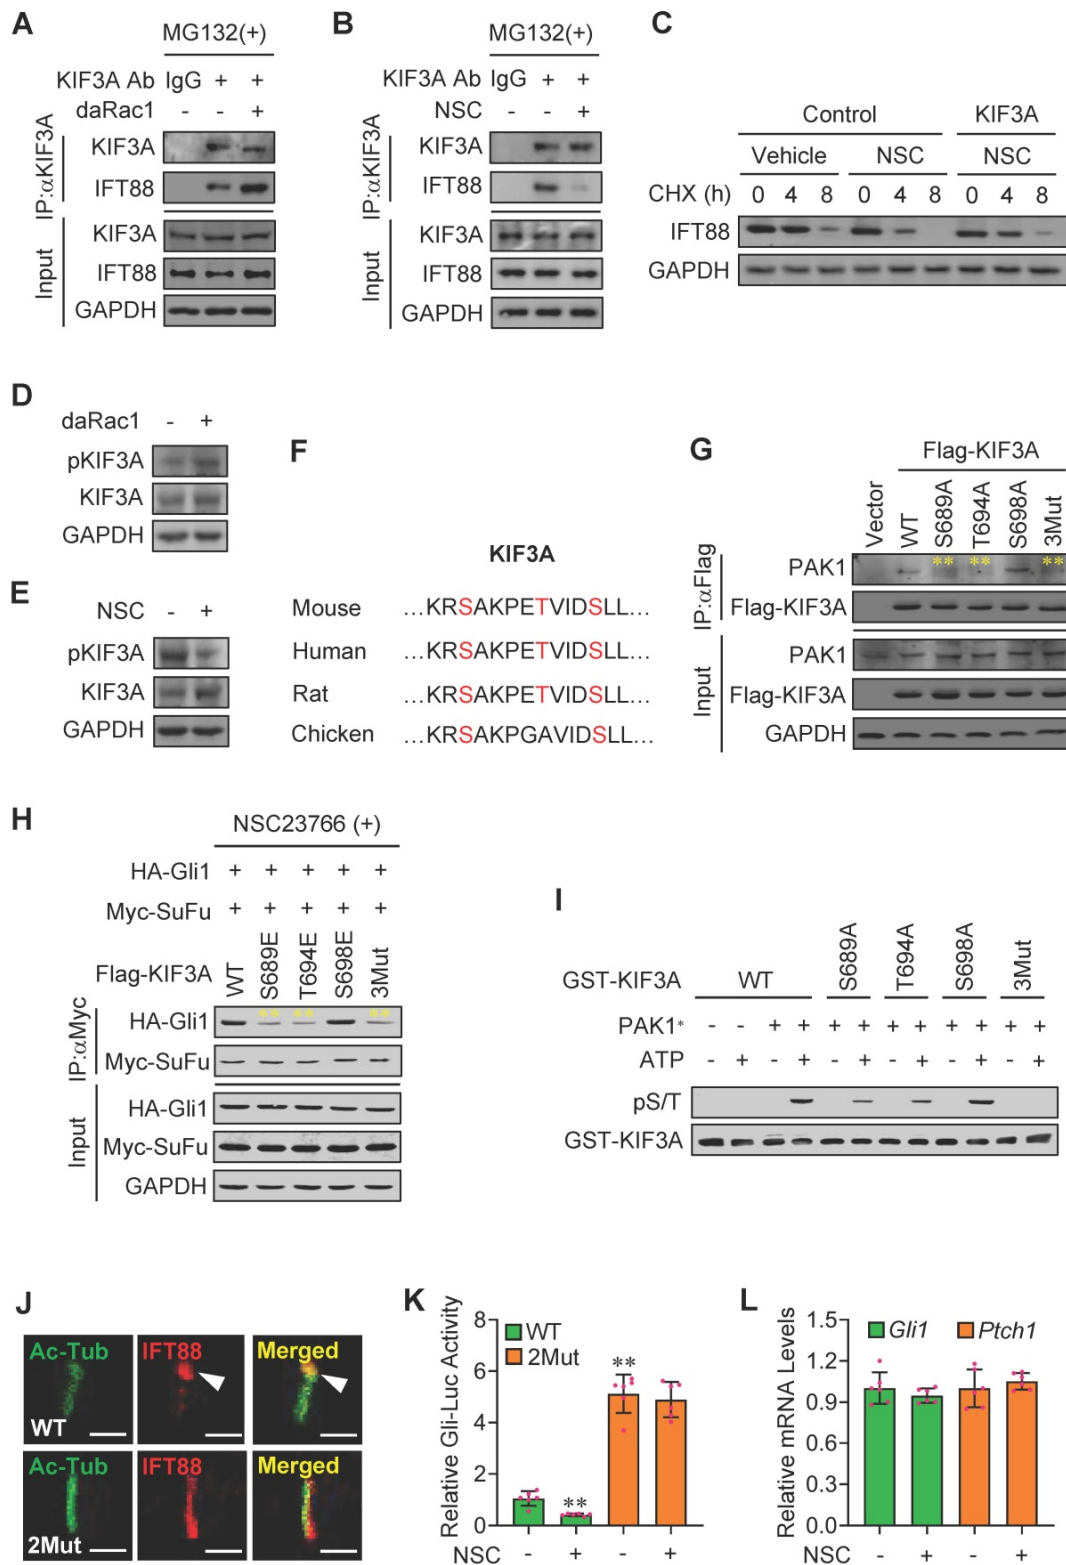 A
MG132(+)
KIF3A Ab IgG + +
daRac1 - - +
IP:αKIF3A
KIF3A
IFT88
Input
KIF3A
IFT88
GAPDH
B
MG132(+)
KIF3A Ab IgG + +
NSC - - +
IP:αKIF3A
KIF3A
IFT88
Input
KIF3A
IFT88
GAPDH
C
Control KIF3A
Vehicle NSC NSC
CHX (h) 0 4 8 0 4 8 0 4 8
IFT88
GAPDH
D
daRac1 - +
pKIF3A
KIF3A
GAPDH
E
NSC - +
pKIF3A
KIF3A
GAPDH
F
KIF3A
Mouse ...KRSAKPETVIDSLL...
Human ...KRSAKPETVIDSLL...
Rat ...KRSAKPETVIDSLL...
Chicken ...KRSAKPGAVIDSLL...
G
Flag-KIF3A
Vector WT S689A T694A S698A 3Mut
IP:αFlag
PAK1 ** ** **
Flag-KIF3A
Input
PAK1
Flag-KIF3A
GAPDH
H
NSC23766 (+)
HA-Gli1 + + + + +
Myc-SuFu + + + + +
Flag-KIF3A WT S689E T694E S698E 3Mut
IP:αMyc
HA-Gli1 ** ** **
Myc-SuFu
Input
HA-Gli1
Myc-SuFu
GAPDH
I
GST-KIF3A WT S689A T694A S698A 3Mut
PAK1* - - + + + + + + + + + +
ATP - + - + - + - + - + - +
pS/T
GST-KIF3A
J
Ac-Tub IFT88 Merged
WT
Ac-Tub IFT88 Merged
2Mut
K
Relative Gli-Luc Activity
8
6
4
2
0
WT
2Mut
**
**
NSC - + - +
L
Relative mRNA Levels
1.5
1.2
0.9
0.6
0.3
0.0
Gli1 Ptch1
NSC - + - +